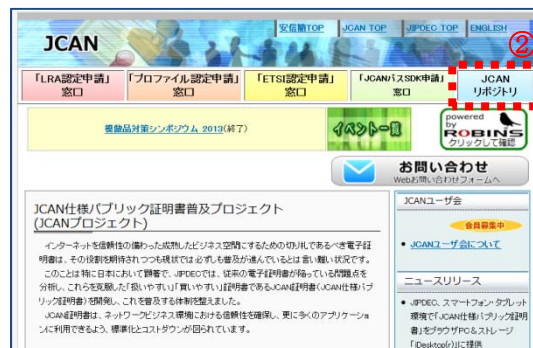 安信簡TOP JCAN TOP JIPDEC TOP ENGLISH
JCAN
②
「LRA認定申請」窓口
「プロファイル認定申請」窓口
「ETSI認定申請」窓口
「JCANパスSDK申請」窓口
JCANリポジトリ
模倣品対策シンポジウム 2013(終了)
イベント一覧
powered
by
ROBINS
クリックして確認
お問い合わせ
Webお問い合わせフォームへ
JCAN仕様パブリック証明書普及プロジェクト
(JCANプロジェクト)
インターネットを信頼性の備わった成熟したビジネス空間にするための切り札であるべき電子証
明書は、その役割を期待されつつも現状では必ずしも普及が進んでいるとは言い難い状況です。
このことは特に日本において顕著で、JIPDECでは、従来の電子証明書が陥っている問題点を
分析し、これらを克服した「扱いやすい」「買いやすい」証明書であるJCAN証明書(JCAN仕様パブ
リック証明書)を開発し、これを普及する体制を整えました。
JCAN証明書は、ネットワークビジネス環境における信頼性を確保し、更に多くのアプリケーショ
ンに利用できるよう、標準化とコストダウンが図られています。
JCANユーザ会
会員募集中
JCANユーザ会について
ニュースリリース
JIPDEC、スマートフォン・タブレット
環境で「JCAN仕様パブリック証明
書」をブラウザPC&ストレージ
「iDesktop(r)」に提供